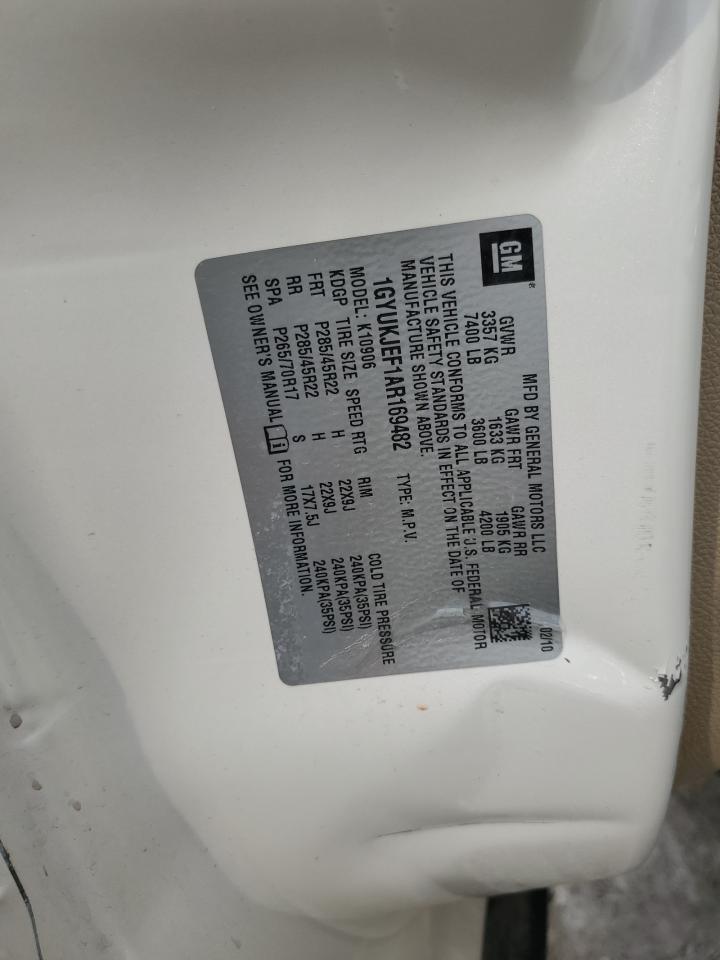 GM
MFD BY GENERAL MOTORS LLC
02/10
GVWR GAWR FRT GAWR RR
3357 KG 1633 KG 1905 KG
7400 LB 3600 LB 4200 LB
THIS VEHICLE CONFORMS TO ALL APPLICABLE U.S. FEDERAL MOTOR
VEHICLE SAFETY STANDARDS IN EFFECT ON THE DATE OF
MANUFACTURE SHOWN ABOVE.
1GYUKJEF1AR169482 TYPE: M.P.V.
MODEL: K10906
KDGP TIRE SIZE SPEED RTG RIM COLD TIRE PRESSURE
FRT P285/45R22 H 22X9J 240KPA(35PSI)
RR P285/45R22 H 22X9J 240KPA(35PSI)
SPA P265/70R17 S 17X7.5J 240KPA(35PSI)
SEE OWNER'S MANUAL FOR MORE INFORMATION.